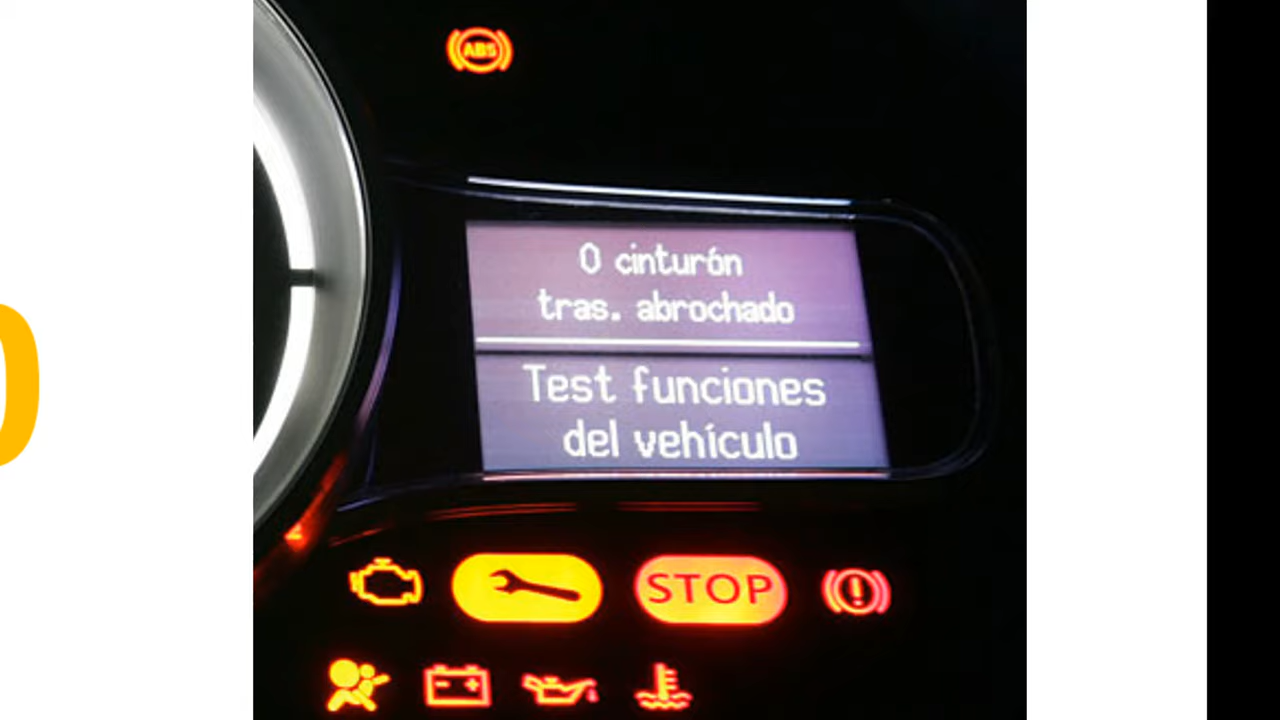 ABS
0 cinturón
tras. abrochado
Test funciones
del vehículo
STOP